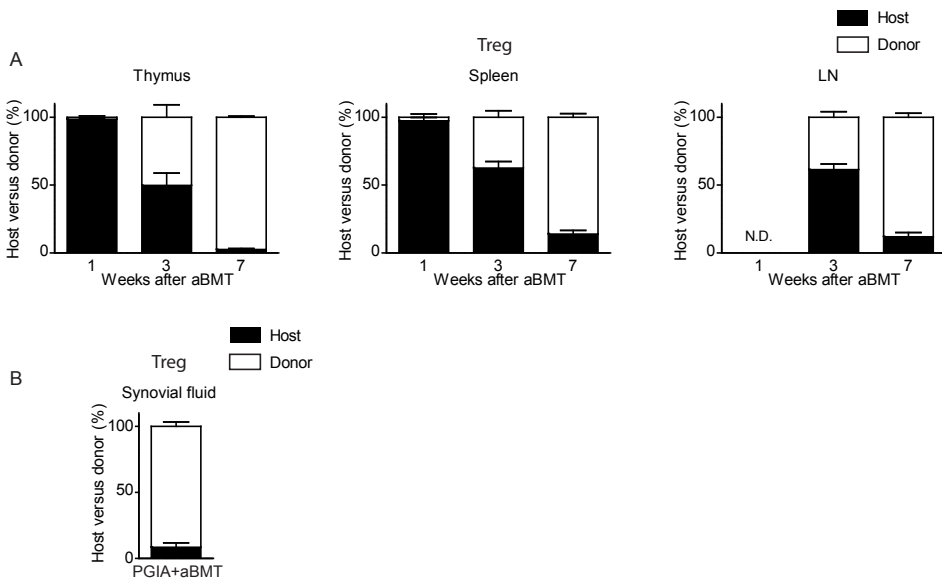 Host
Donor
A
Treg
Thymus
Spleen
LN
Host versus donor (%)
100
50
0
1
3
7
Weeks after aBMT
Host versus donor (%)
100
50
0
1
3
7
Weeks after aBMT
Host versus donor (%)
100
50
0
N.D.
1
3
7
Weeks after aBMT
Host
Donor
B
Treg
Synovial fluid
Host versus donor (%)
100
50
0
PGIA+aBMT